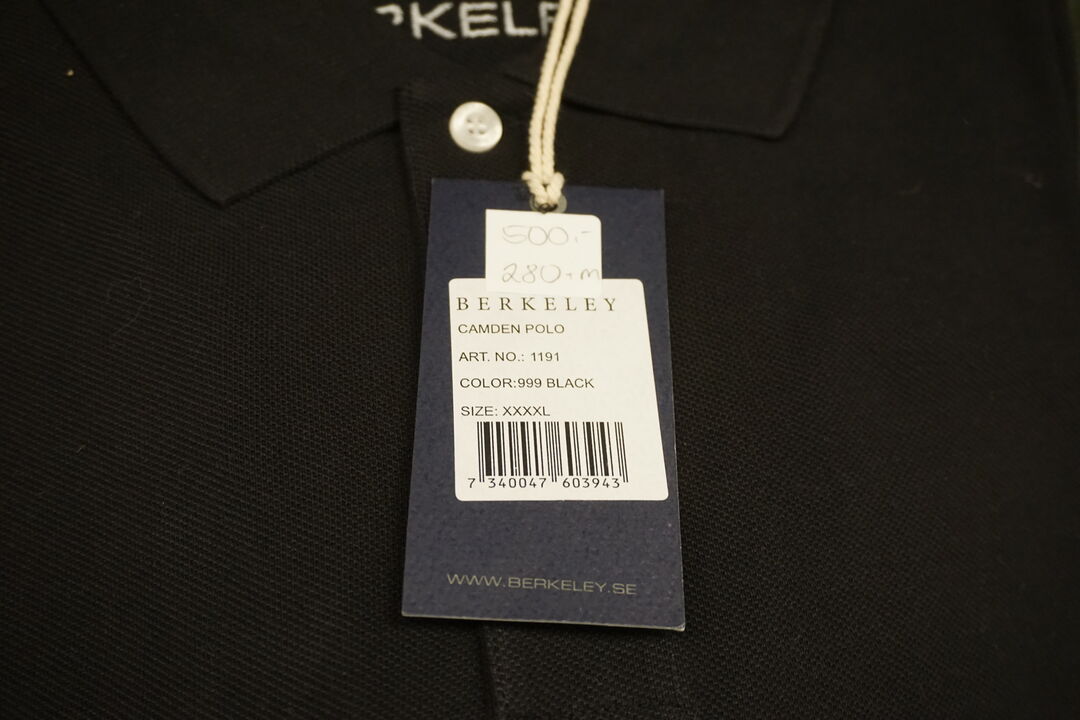 BERKELEY
500:-
280+m
BERKELEY
CAMDEN POLO
ART. NO.: 1191
COLOR:999 BLACK
SIZE: XXXXL
7 340047 603943
WWW.BERKELEY.SE